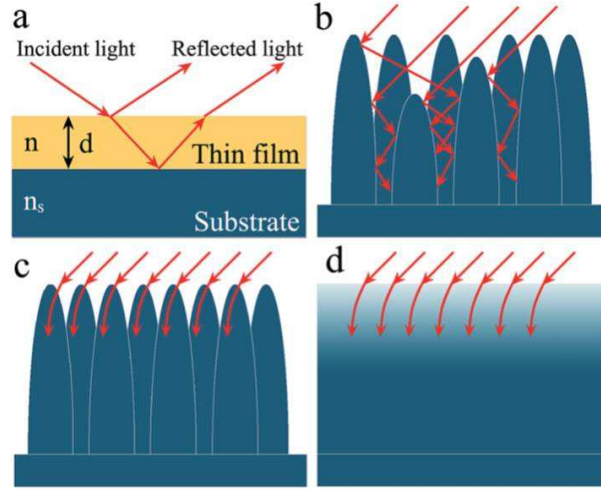 a
Incident light Reflected light
n d Thin film
nₛ Substrate
b
c
d